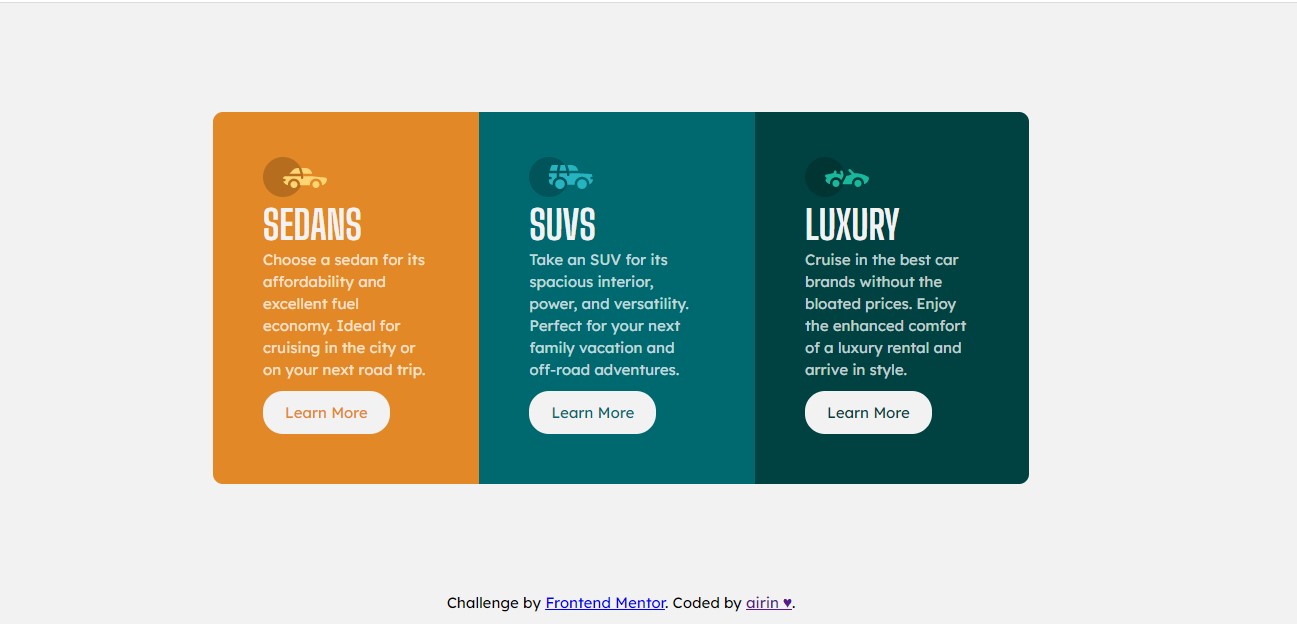 SEDANS
Choose a sedan for its
affordability and
excellent fuel
economy. Ideal for
cruising in the city or
on your next road trip.
Learn More
SUVS
Take an SUV for its
spacious interior,
power, and versatility.
Perfect for your next
family vacation and
off-road adventures.
Learn More
LUXURY
Cruise in the best car
brands without the
bloated prices. Enjoy
the enhanced comfort
of a luxury rental and
arrive in style.
Learn More
Challenge by Frontend Mentor. Coded by airin ♥.